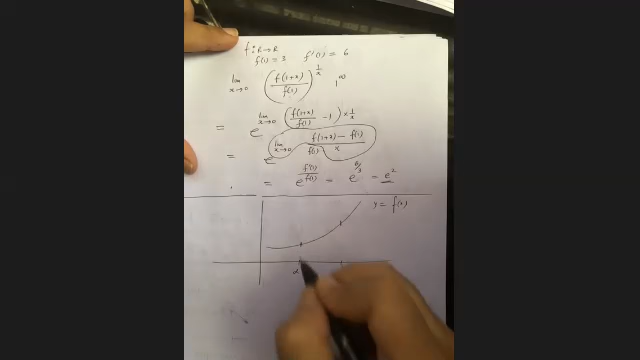 f: R→R
f(1) = 3 f'(1) = 6
lim x→0 (f(1+x)/f(1))^(1/x) 1^∞
= e^(lim x→0 (f(1+x)/f(1) - 1) × 1/x)
= e^(lim x→0 (f(1+x) - f(1))/(f(1) x))
= e^(f'(1)/f(1)) = e^(6/3) = e^2
y = f(x)
α